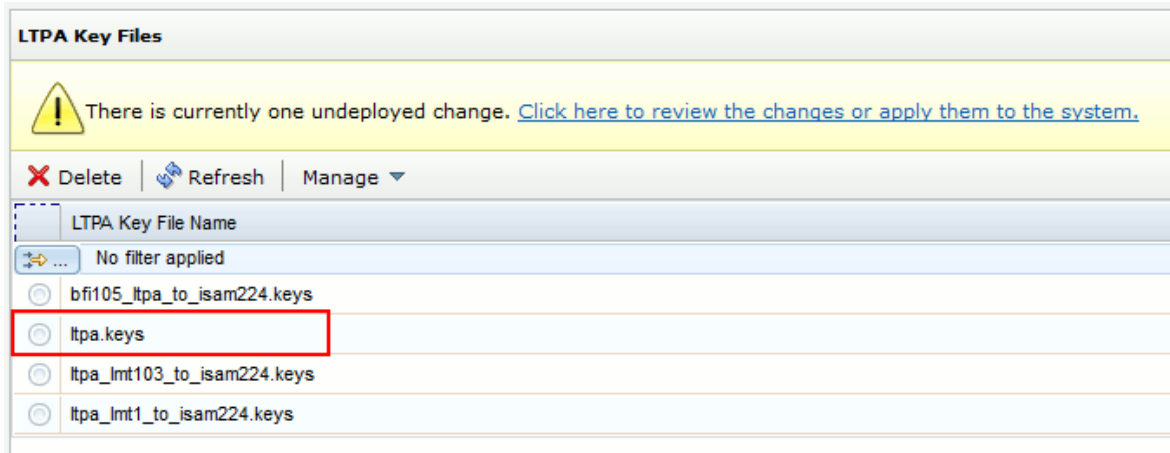 LTPA Key Files
There is currently one undeployed change. Click here to review the changes or apply them to the system.
Delete Refresh Manage
LTPA Key File Name
... No filter applied
bfi105_ltpa_to_isam224.keys
ltpa.keys
ltpa_lmt103_to_isam224.keys
ltpa_lmt1_to_isam224.keys